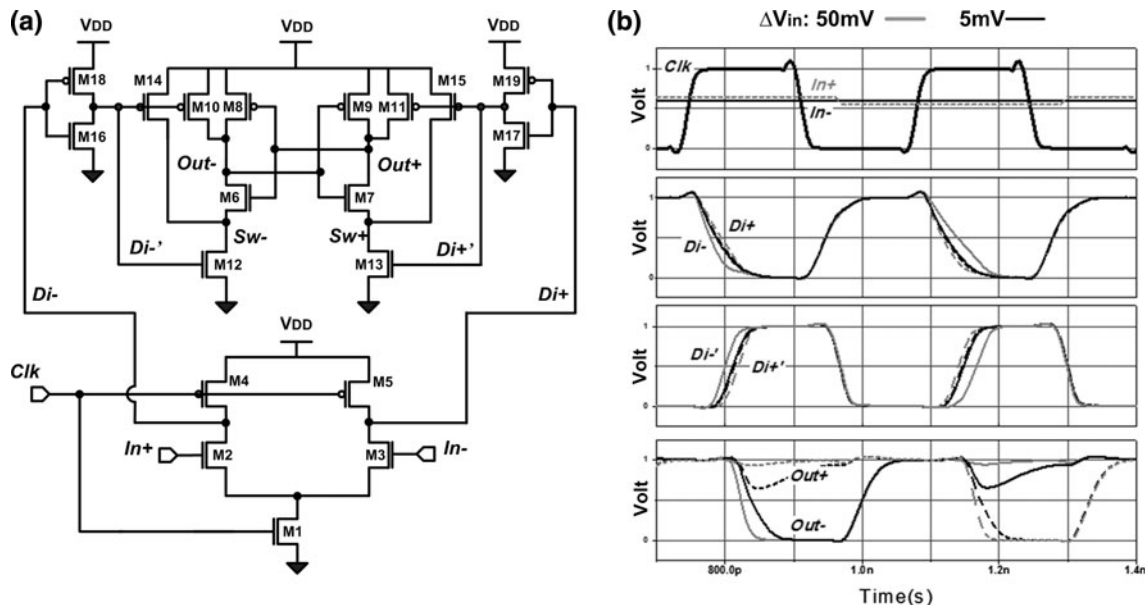 (a)
VDD
VDD
VDD
M18
M14
M10
M8
M9
M11
M15
M19
M16
M17
Out-
Out+
M6
M7
Sw-
Sw+
Di-'
Di+'
M12
M13
Di-
Di+
VDD
Clk
M4
M5
In+
M2
M3
In-
M1
(b)
ΔVin: 50mV
5mV
Volt
Clk
In+
In-
1
0
Volt
Di+
Di-
1
0
Volt
Di-'
Di+'
1
0
Volt
Out+
Out-
1
0
800.0p
1.0n
1.2n
1.4n
Time(s)